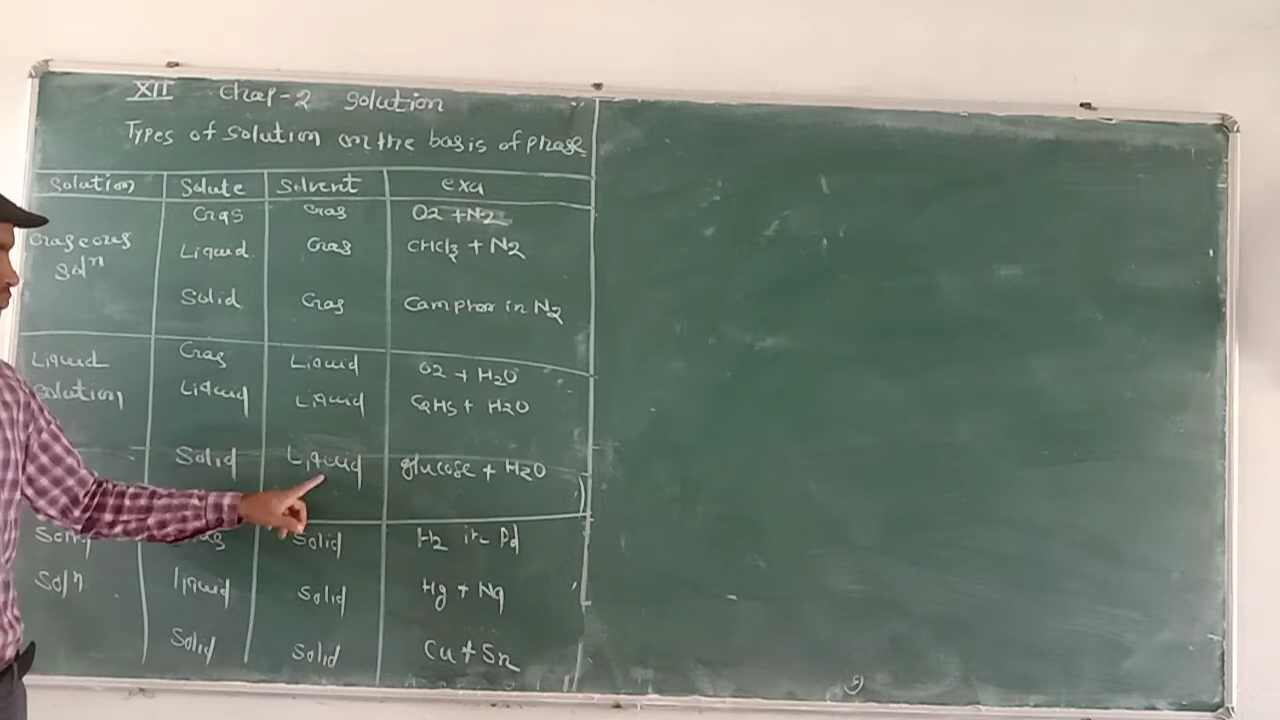 XII Chap-2 Solution
Types of Solution on the basis of phase
Solution Solute Solvent exa
Gas Gas O2 + N2
Gaseous Liquid Gas CHCl3 + N2
Sol^n
Solid Gas Camphor in N2
Liquid Gas Liquid O2 + H2O
Solution Liquid Liquid C2H5 + H2O
Solid Liquid glucose + H2O
Solid H2 in Pd
Sol^n liquid Solid Hg + Na
Solid Solid Cu + Sn